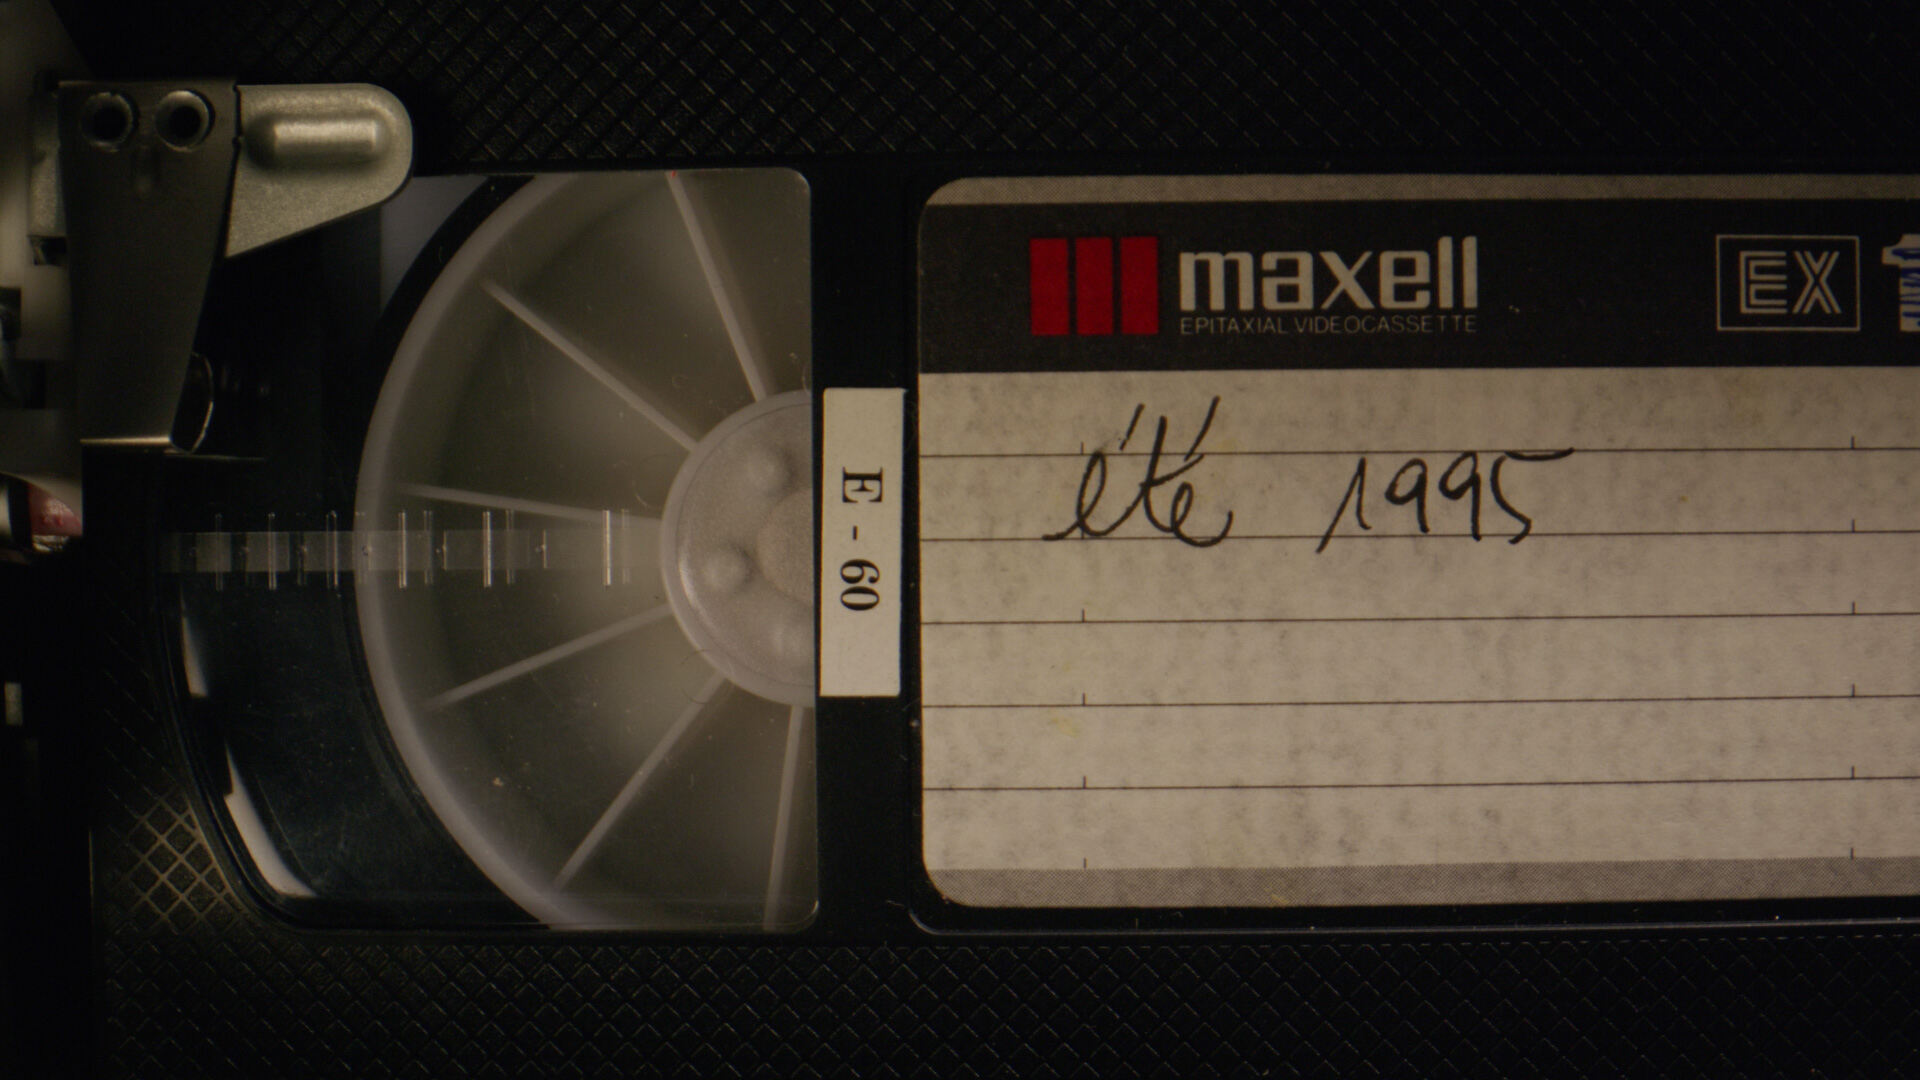 maxell
EPITAXIAL VIDEOCASSETTE
EX
E - 60
été 1995